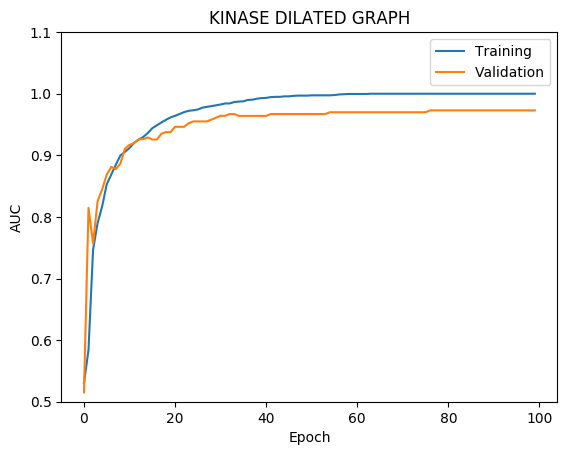 KINASE DILATED GRAPH
1.1
Training
Validation
1.0
0.9
0.8
AUC
0.7
0.6
0.5
0 20 40 60 80 100
Epoch